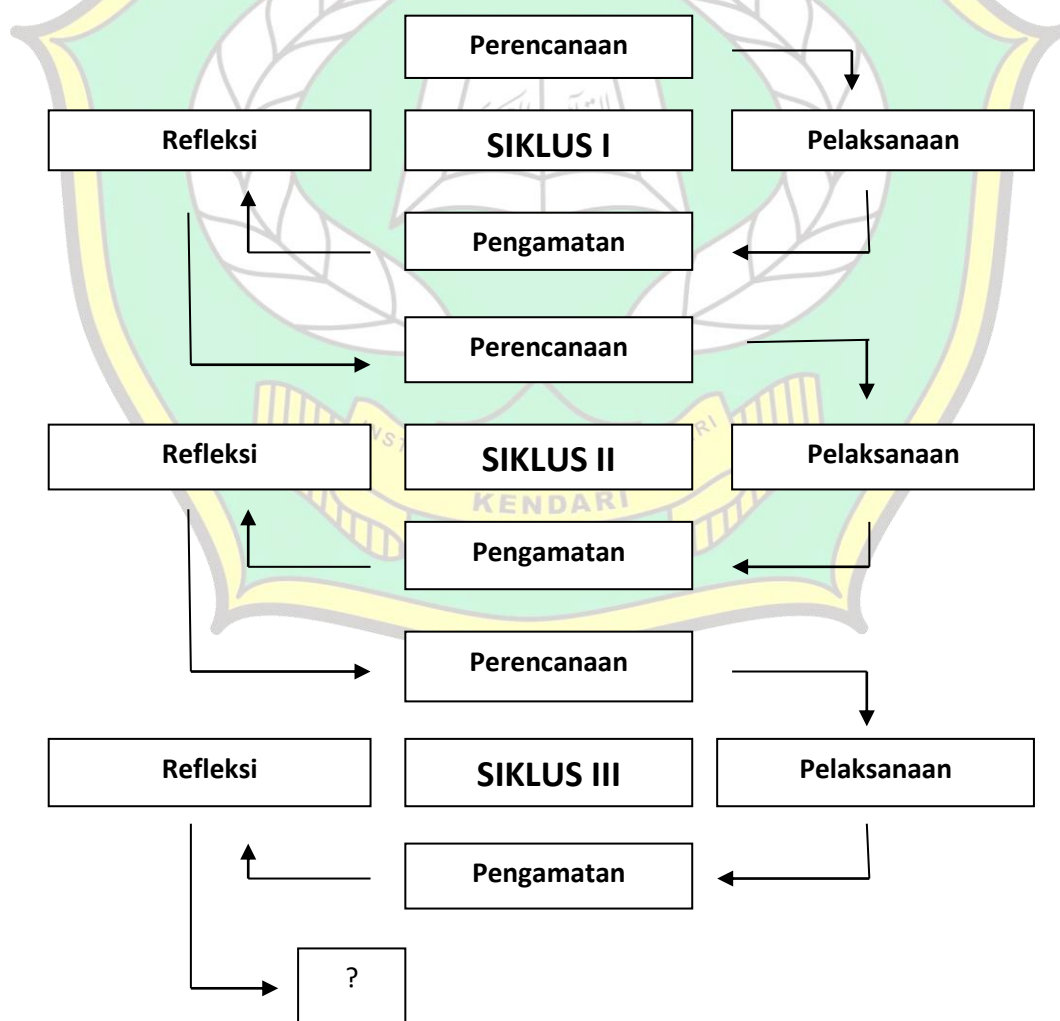 Perencanaan
Refleksi
SIKLUS I
Pelaksanaan
Pengamatan
Perencanaan
Refleksi
SIKLUS II
Pelaksanaan
KENDARI
Pengamatan
Perencanaan
Refleksi
SIKLUS III
Pelaksanaan
Pengamatan
?